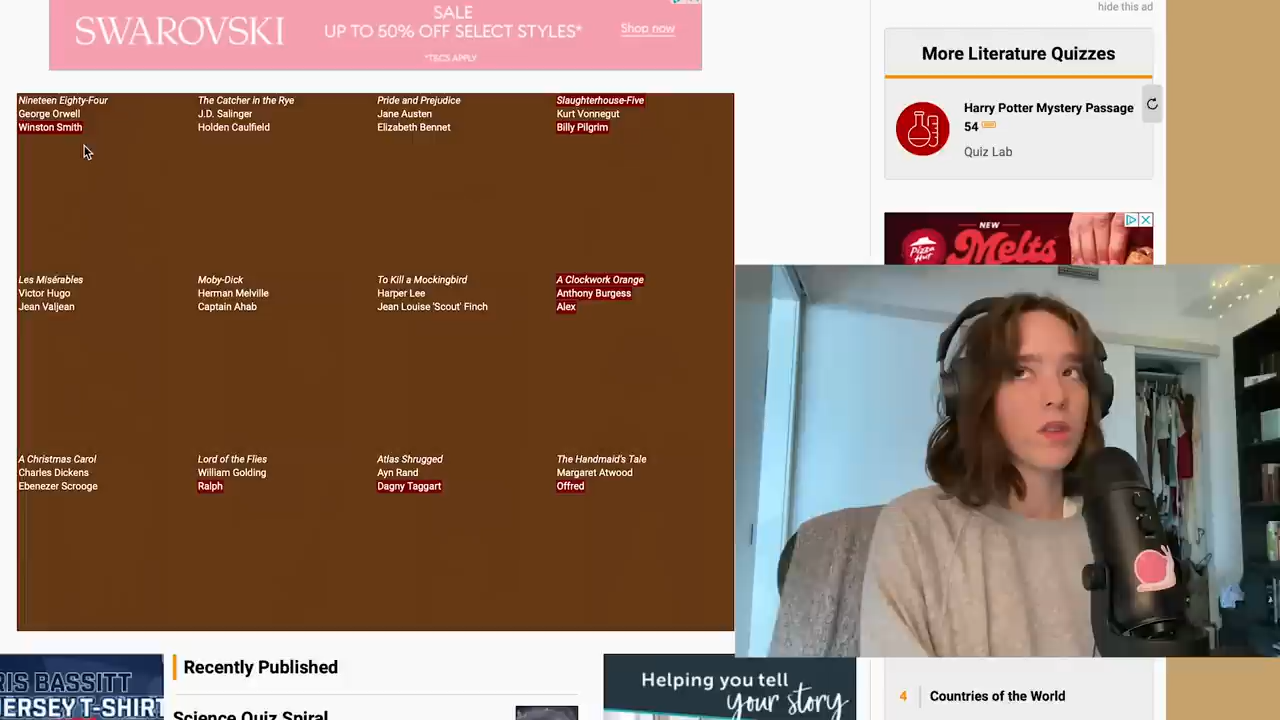 SWAROVSKI
SALE
UP TO 50% OFF SELECT STYLES*
*T&CS APPLY
Shop now
hide this ad
More Literature Quizzes
Harry Potter Mystery Passage
54
Quiz Lab
NEW
Pizza Hut
Melts
Nineteen Eighty-Four
George Orwell
Winston Smith
The Catcher in the Rye
J.D. Salinger
Holden Caulfield
Pride and Prejudice
Jane Austen
Elizabeth Bennet
Slaughterhouse-Five
Kurt Vonnegut
Billy Pilgrim
Les Misérables
Victor Hugo
Jean Valjean
Moby-Dick
Herman Melville
Captain Ahab
To Kill a Mockingbird
Harper Lee
Jean Louise 'Scout' Finch
A Clockwork Orange
Anthony Burgess
Alex
A Christmas Carol
Charles Dickens
Ebenezer Scrooge
Lord of the Flies
William Golding
Ralph
Atlas Shrugged
Ayn Rand
Dagny Taggart
The Handmaid's Tale
Margaret Atwood
Offred
RIS BASSITT
JERSEY T-SHIRT
Recently Published
Science Quiz Spiral
Helping you tell
your story
4 Countries of the World